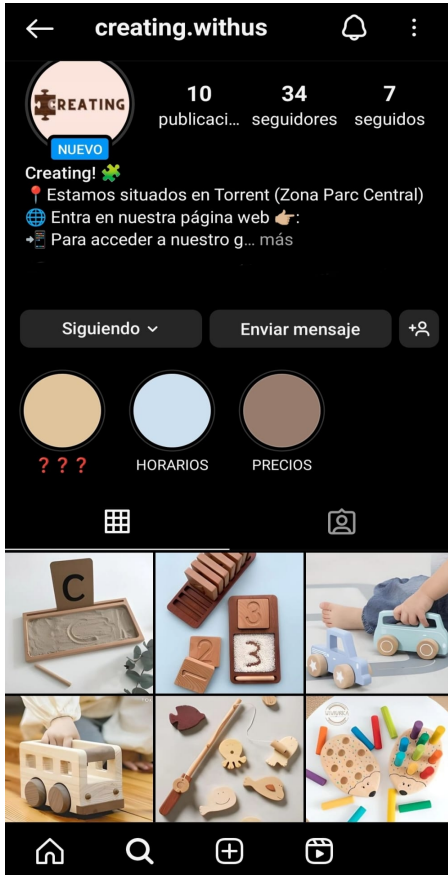 creating.withus
CREATING
NUEVO
10
publicaci...
34
seguidores
7
seguidos
Creating! 🧩
📍Estamos situados en Torrent (Zona Parc Central)
🌐 Entra en nuestra página web 👉🏼:
📲 Para acceder a nuestro g... más
Siguiendo
Enviar mensaje
❓❓❓
HORARIOS
PRECIOS
C
3
2
3